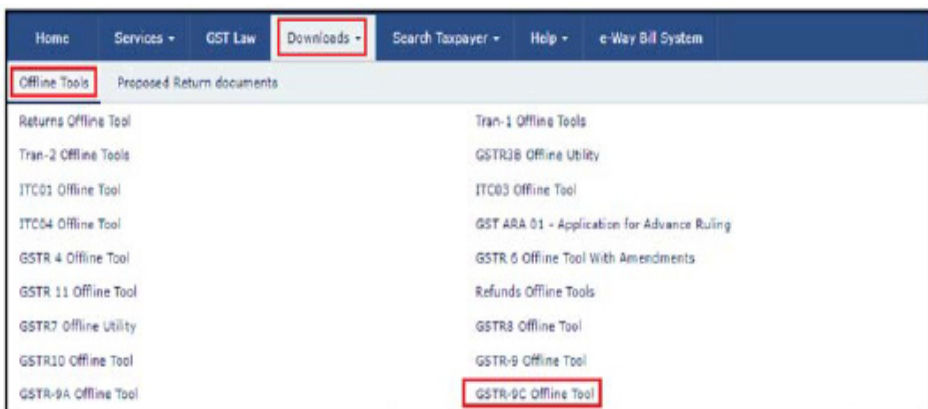 Home Services GST Law Downloads Search Taxpayer Help e-Way Bill System
Offline Tools Proposed Return documents
Returns Offline Tool Tran-1 Offline Tools
Tran-2 Offline Tools GSTR3B Offline Utility
ITC01 Offline Tool ITC03 Offline Tool
ITC04 Offline Tool GST ARA 01 - Application for Advance Ruling
GSTR 4 Offline Tool GSTR 6 Offline Tool With Amendments
GSTR 11 Offline Tool Refunds Offline Tools
GSTR7 Offline Utility GSTR8 Offline Tool
GSTR10 Offline Tool GSTR-9 Offline Tool
GSTR-9A Offline Tool GSTR-9C Offline Tool